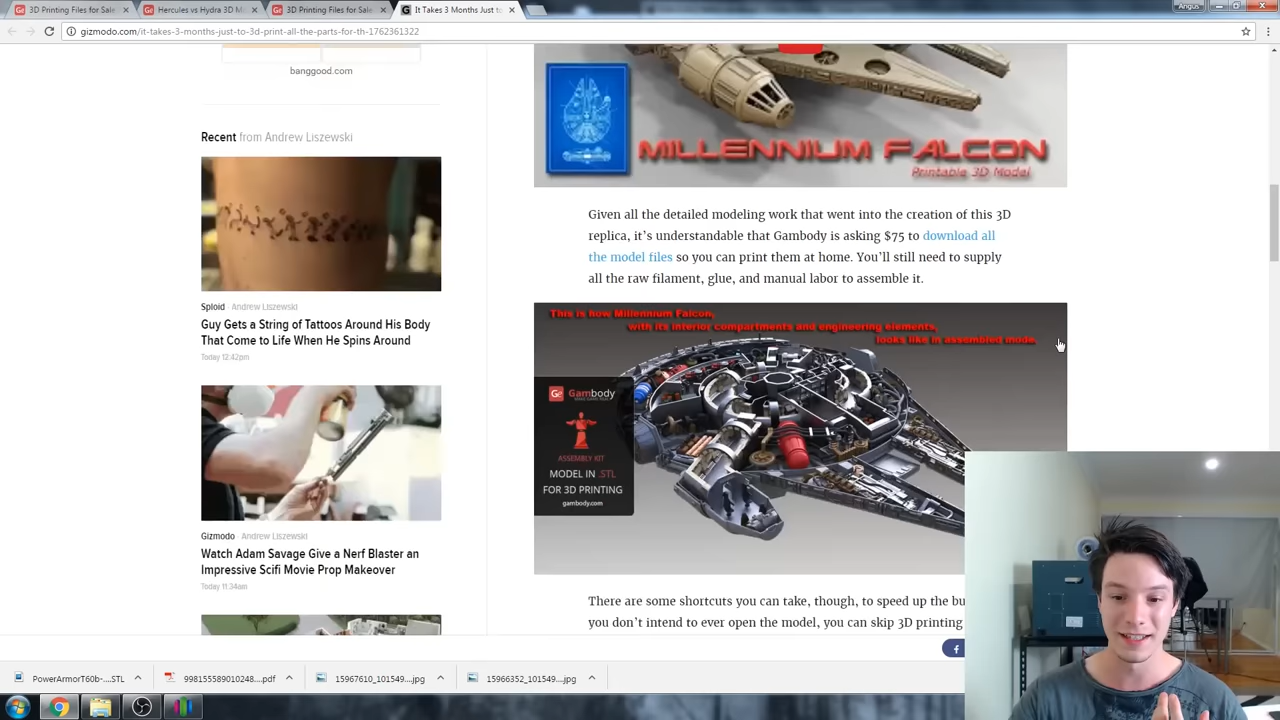 3D Printing Files for Sale
Hercules vs Hydra 3D M
3D Printing Files for Sale
It Takes 3 Months Just to
Angus
gizmodo.com/it-takes-3-months-just-to-3d-print-all-the-parts-for-th-1762361322
banggood.com
Recent from Andrew Liszewski
Sploid · Andrew Liszewski
Guy Gets a String of Tattoos Around His Body
That Come to Life When He Spins Around
Today 12:42pm
Gizmodo · Andrew Liszewski
Watch Adam Savage Give a Nerf Blaster an
Impressive Scifi Movie Prop Makeover
Today 11:34am
MILLENNIUM FALCON
Printable 3D Model
Given all the detailed modeling work that went into the creation of this 3D
replica, it’s understandable that Gambody is asking $75 to download all
the model files so you can print them at home. You’ll still need to supply
all the raw filament, glue, and manual labor to assemble it.
This is how Millennium Falcon,
with its interior compartments and engineering elements,
looks like in assembled mode.
Ge Gambody
ASSEMBLY KIT
MODEL IN .STL
FOR 3D PRINTING
gambody.com
There are some shortcuts you can take, though, to speed up the bu
you don’t intend to ever open the model, you can skip 3D printing
f
PowerArmorT60b-....STL
998155589010248....pdf
15967610_101549....jpg
15966352_101549....jpg